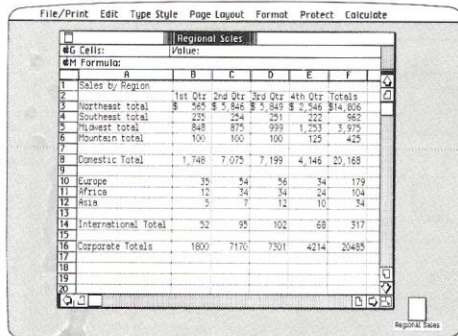 File/Print Edit Type Style Page Layout Format Protect Calculate
Regional Sales
G Cells: Value:
M Formula:
A B C D E F
1 Sales by Region
2 1st Qtr 2nd Qtr 3rd Qtr 4th Qtr Totals
3 Northeast total $ 565 $ 5,846 $ 5,849 $ 2,546 $14,806
4 Southeast total 235 254 251 222 962
5 Midwest total 848 875 999 1,253 3,975
6 Mountain total 100 100 100 125 425
7
8 Domestic Total 1,748 7,075 7,199 4,146 20,168
9
10 Europe 35 54 56 34 179
11 Africa 12 34 34 24 104
12 Asia 5 7 12 10 34
13
14 International Total 52 95 102 68 317
15
16 Corporate Totals 1800 7170 7301 4214 20485
17
18
19
20
Regional Sales